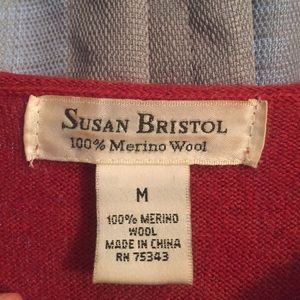 SUSAN BRISTOL
100% Merino Wool
M
100% MERINO
WOOL
MADE IN CHINA
RN 75343